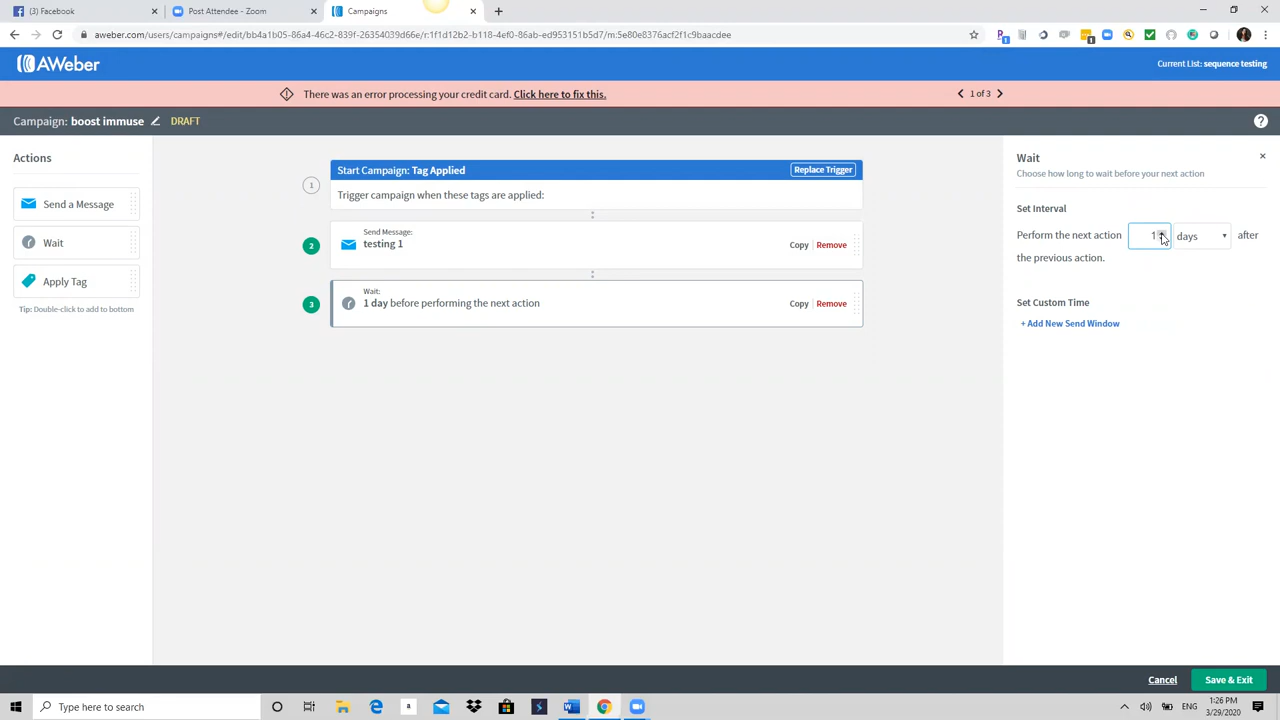 (3) Facebook
Post Attendee - Zoom
Campaigns
aweber.com/users/campaigns#/edit/bb4a1b05-86a4-46c2-839f-26354039d66e/r:1f1d12b2-b118-4ef0-86ab-ed953151b5d7/m:5e80e8376acf2f1c9baacdee
AWeber
Current List: sequence testing
There was an error processing your credit card. Click here to fix this.
1 of 3
Campaign: boost immuse
DRAFT
Actions
Send a Message
Wait
Apply Tag
Tip: Double-click to add to bottom
1
Start Campaign: Tag Applied
Replace Trigger
Trigger campaign when these tags are applied:
2
Send Message:
testing 1
Copy | Remove
3
Wait:
1 day before performing the next action
Copy | Remove
Wait
Choose how long to wait before your next action
Set Interval
Perform the next action 1 days after
the previous action.
Set Custom Time
+ Add New Send Window
Cancel
Save & Exit
Type here to search
ENG
1:26 PM
3/29/2020